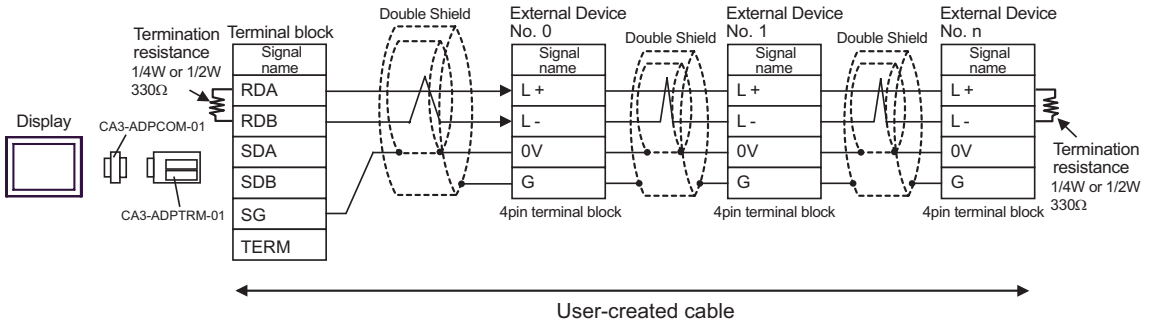 Display
CA3-ADPCOM-01
CA3-ADPTRM-01
Termination
resistance
1/4W or 1/2W
330Ω
Terminal block
Signal
name
RDA
RDB
SDA
SDB
SG
TERM
Double Shield
External Device
No. 0
Signal
name
L +
L -
0V
G
4pin terminal block
Double Shield
External Device
No. 1
Signal
name
L +
L -
0V
G
4pin terminal block
Double Shield
External Device
No. n
Signal
name
L +
L -
0V
G
4pin terminal block
Termination
resistance
1/4W or 1/2W
330Ω
User-created cable